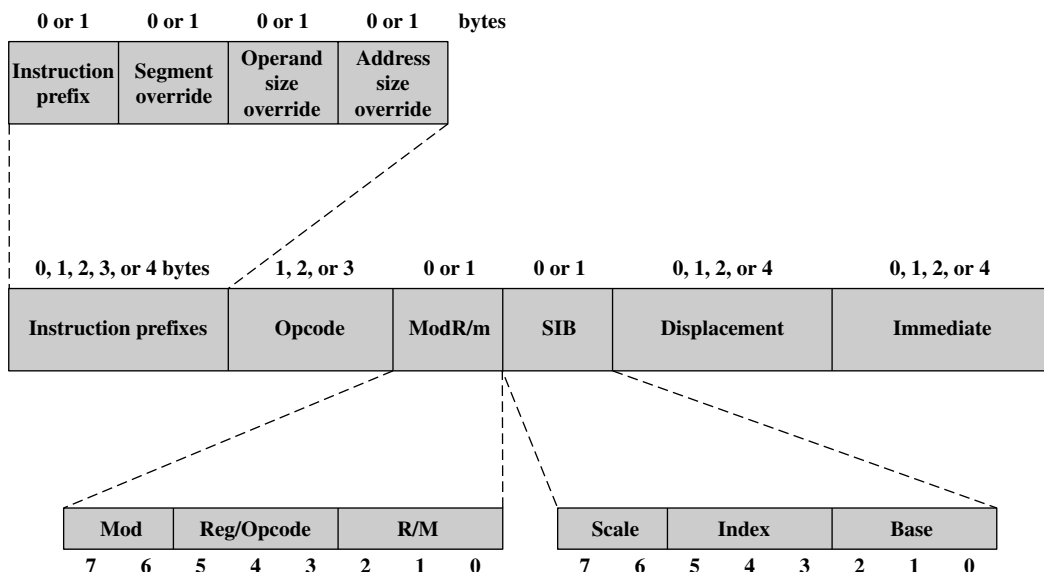 0 or 1 0 or 1 0 or 1 0 or 1 bytes
Instruction prefix
Segment override
Operand size override
Address size override
0, 1, 2, 3, or 4 bytes 1, 2, or 3 0 or 1 0 or 1 0, 1, 2, or 4 0, 1, 2, or 4
Instruction prefixes Opcode ModR/m SIB Displacement Immediate
Mod Reg/Opcode R/M Scale Index Base
7 6 5 4 3 2 1 0 7 6 5 4 3 2 1 0